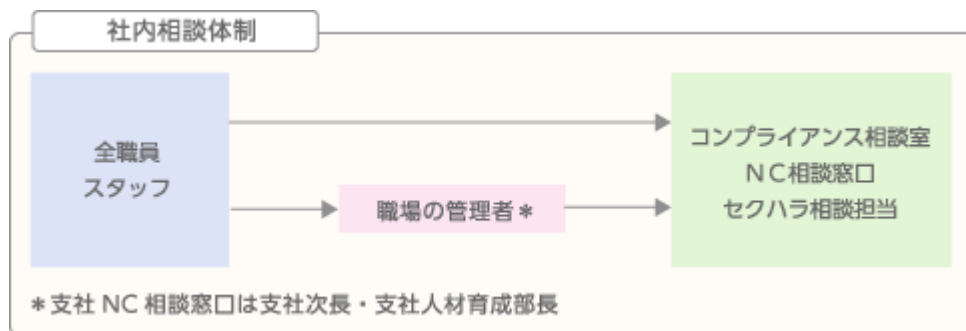 社内相談体制
全職員
スタッフ
職場の管理者＊
コンプライアンス相談室
ＮＣ相談窓口
セクハラ相談担当
＊支社 NC 相談窓口は支社次長・支社人材育成部長